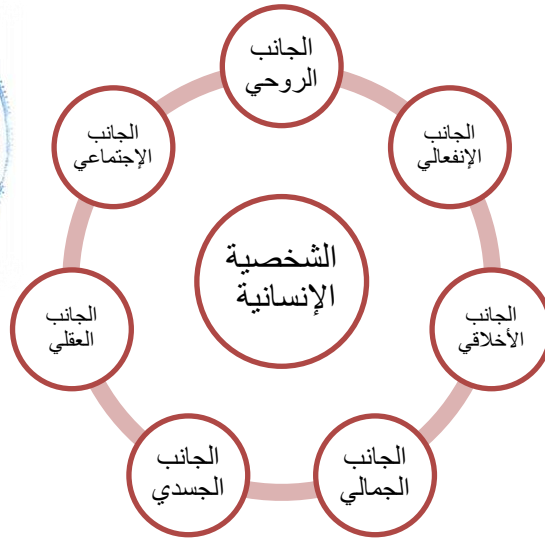 الجانب
الروحي
الجانب
الإنفعالي
الجانب
الأخلاقي
الجانب
الجمالي
الجانب
الجسدي
الجانب
العقلي
الجانب
الإجتماعي
الشخصية
الإنسانية